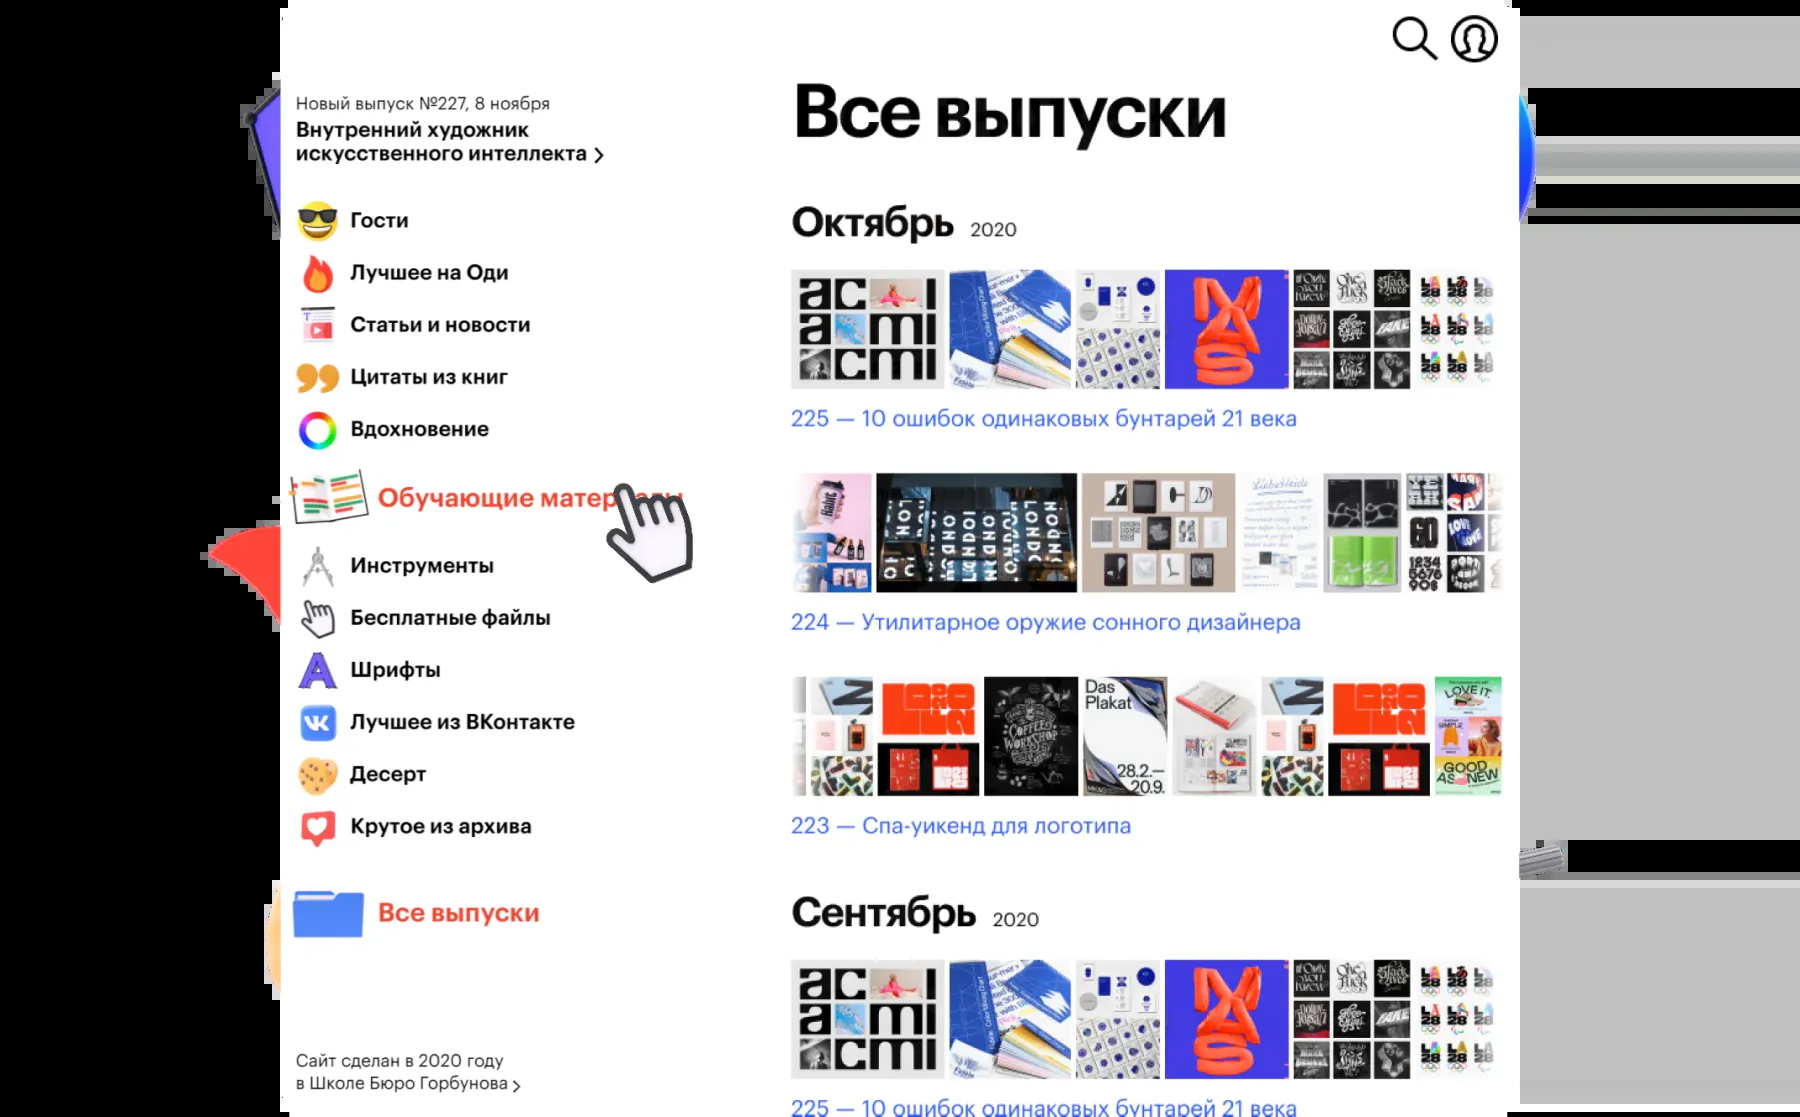 Новый выпуск №227, 8 ноября
Внутренний художник
искусственного интеллекта
Гости
Лучшее на Оди
Статьи и новости
Цитаты из книг
Вдохновение
Обучающие
Инструменты
Бесплатные файлы
Шрифты
Лучшее из ВКонтакте
Десерт
Крутое из архива
Все выпуски
Сайт сделан в 2020 году
в Школе Бюро Горбунова
Все выпуски
Октябрь 2020
225 — 10 ошибок одинаковых бунтарей 21 века
224 — Утилитарное оружие сонного дизайнера
Das
Plakat
28.2.—
20.9.
COFFEE
WORKSHOP
LOVE IT.
GOOD
AS NEW
223 — Спа-уикенд для логотипа
Сентябрь 2020
225 — 10 ошибок одинаковых бунтарей 21 века